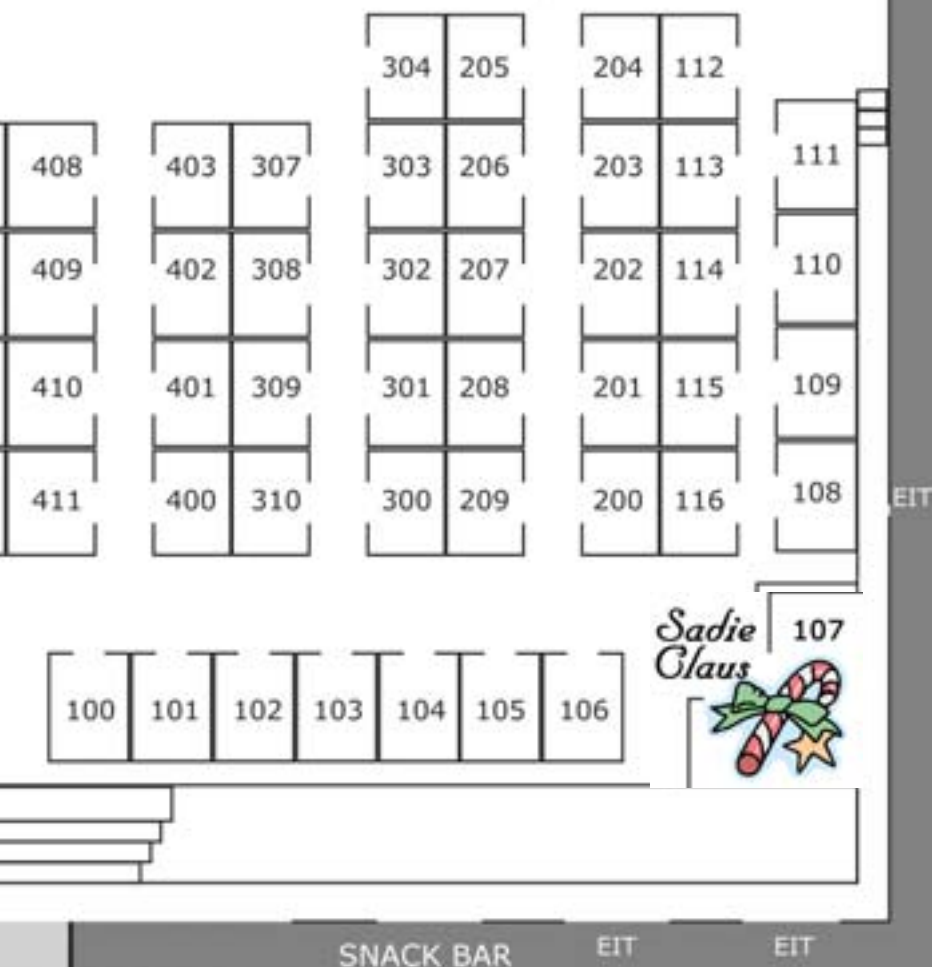 304 205 204 112
408 403 307 303 206 203 113 111
409 402 308 302 207 202 114 110
410 401 309 301 208 201 115 109
411 400 310 300 209 200 116 108
EIT
Sadie 107
Claus
100 101 102 103 104 105 106
SNACK BAR EIT EIT